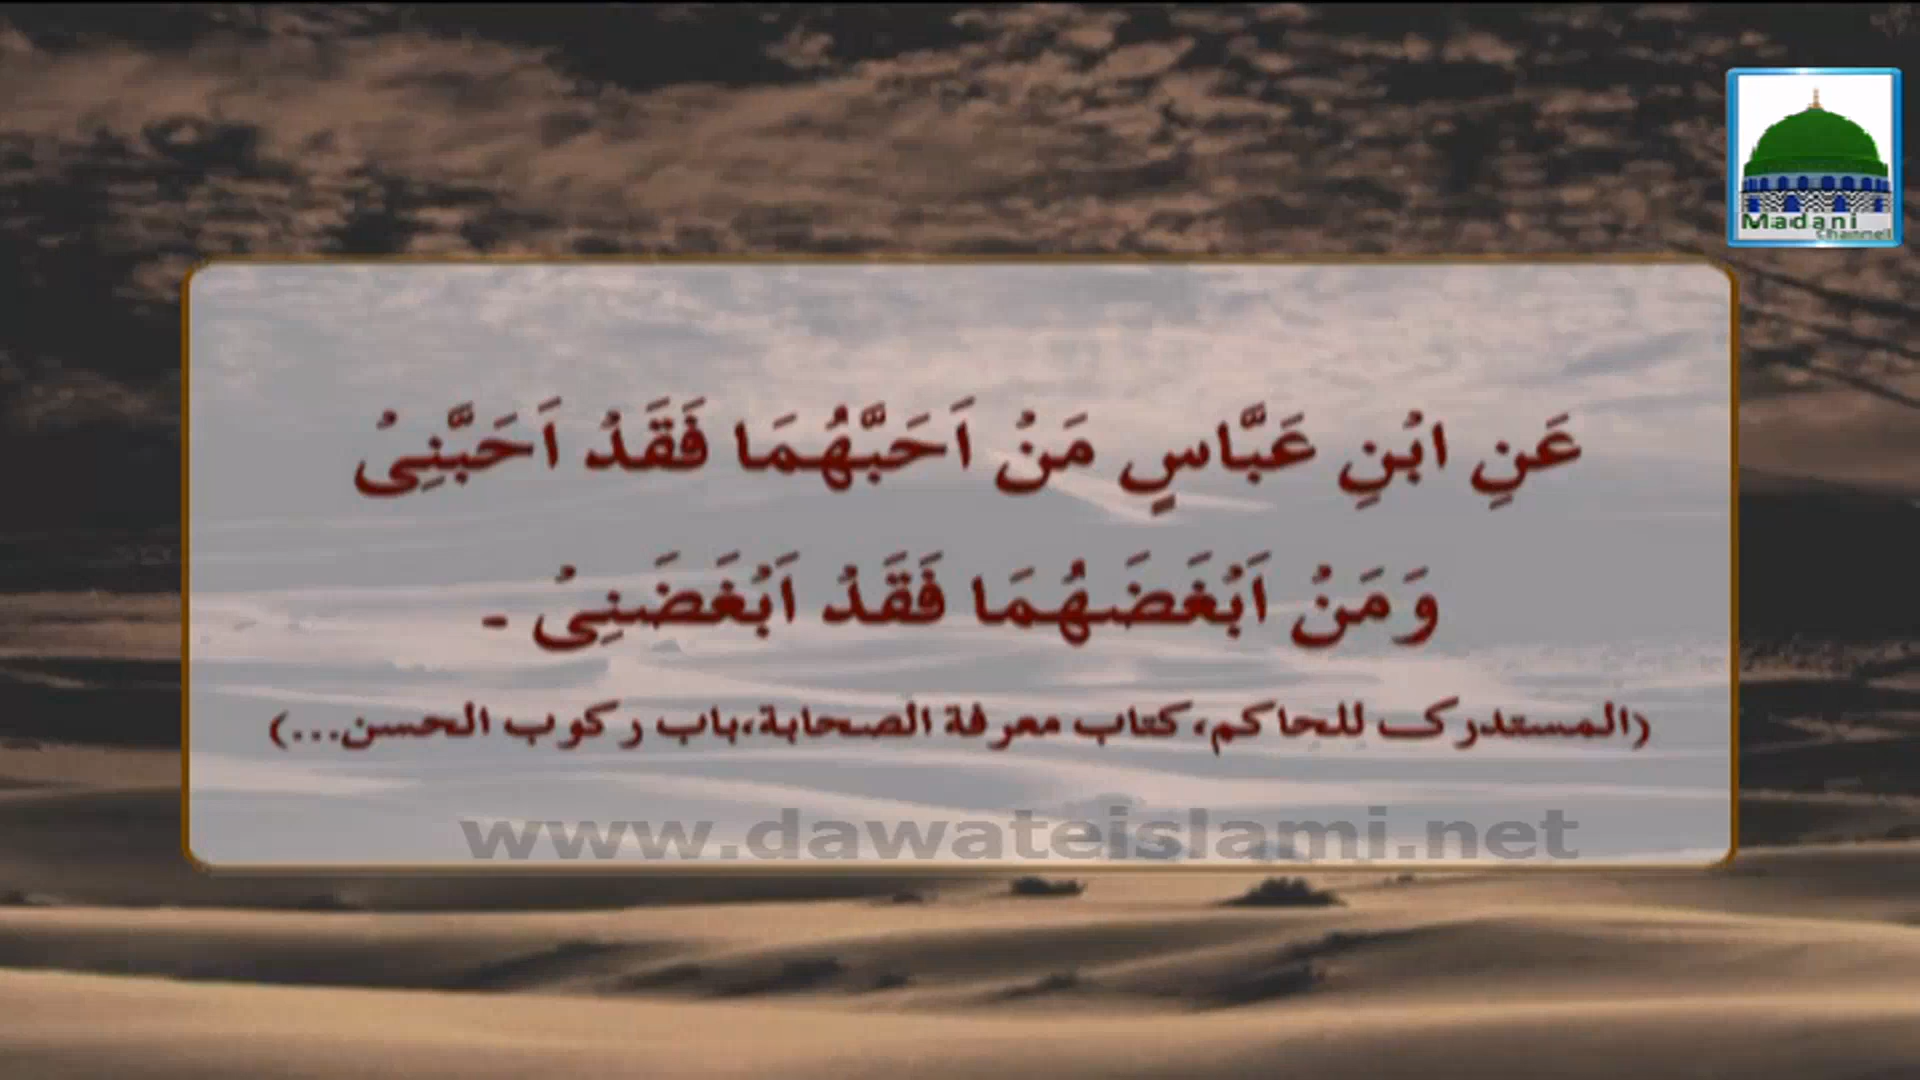 Madani
Channel
عَنِ ابْنِ عَبَّاسٍ مَنْ اَحَبَّهُمَا فَقَدْ اَحَبَّنِیْ
وَمَنْ اَبْغَضَهُمَا فَقَدْ اَبْغَضَنِیْ ۔
(المستدرک للحاکم،کتاب معرفة الصحابة،باب رکوب الحسن...)
www.dawateislami.net